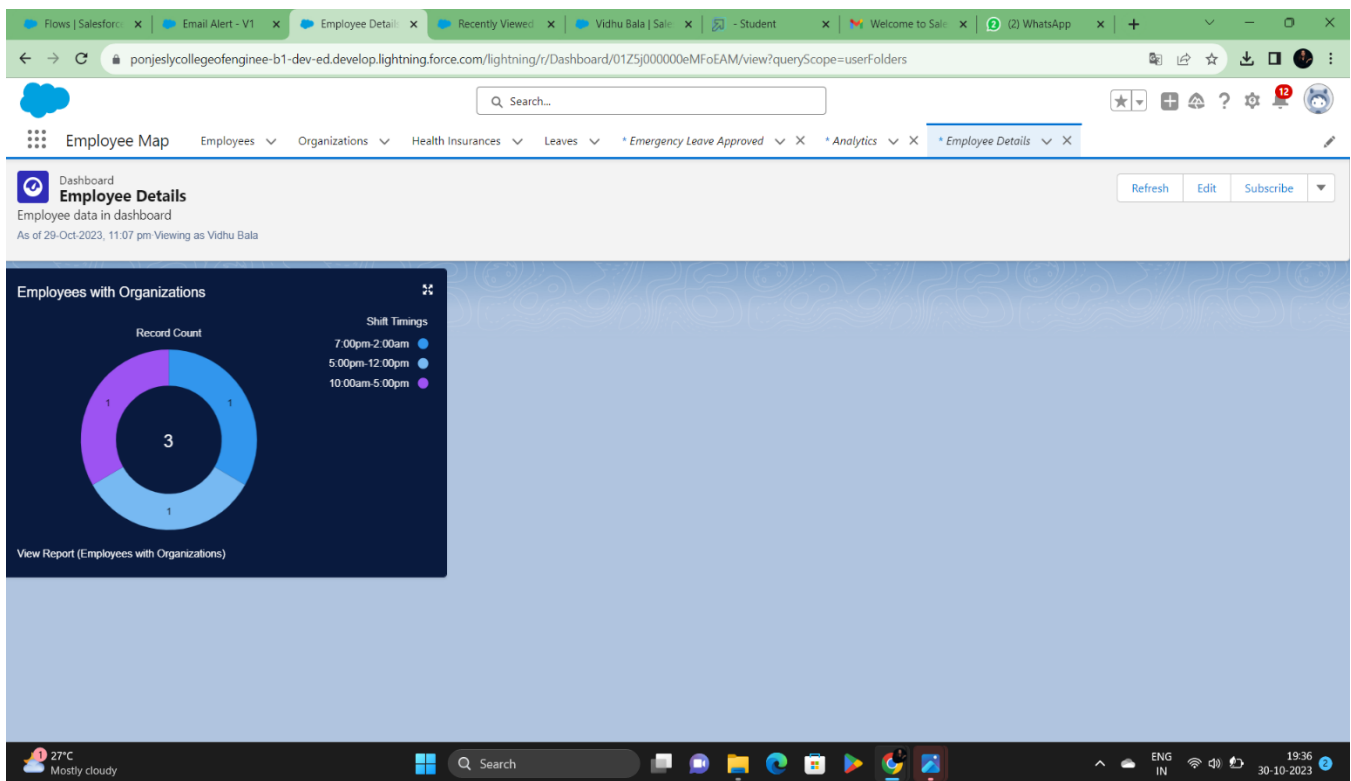 Flows | Salesforc
Email Alert - V1
Employee Details
Recently Viewed
Vidhu Bala | Sale
- Student
Welcome to Sale
(2) WhatsApp
ponjeslycollegeofenginee-b1-dev-ed.develop.lightning.force.com/lightning/r/Dashboard/01Z5j000000eMFoEAM/view?queryScope=userFolders
Search...
12
Employee Map
Employees
Organizations
Health Insurances
Leaves
* Emergency Leave Approved
* Analytics
* Employee Details
Dashboard
Employee Details
Employee data in dashboard
As of 29-Oct-2023, 11:07 pm·Viewing as Vidhu Bala
Refresh
Edit
Subscribe
Employees with Organizations
Record Count
Shift Timings
7:00pm-2:00am
5:00pm-12:00pm
10:00am-5:00pm
1
1
3
1
View Report (Employees with Organizations)
1
27°C
Mostly cloudy
Search
ENG
IN
19:36
30-10-2023
2